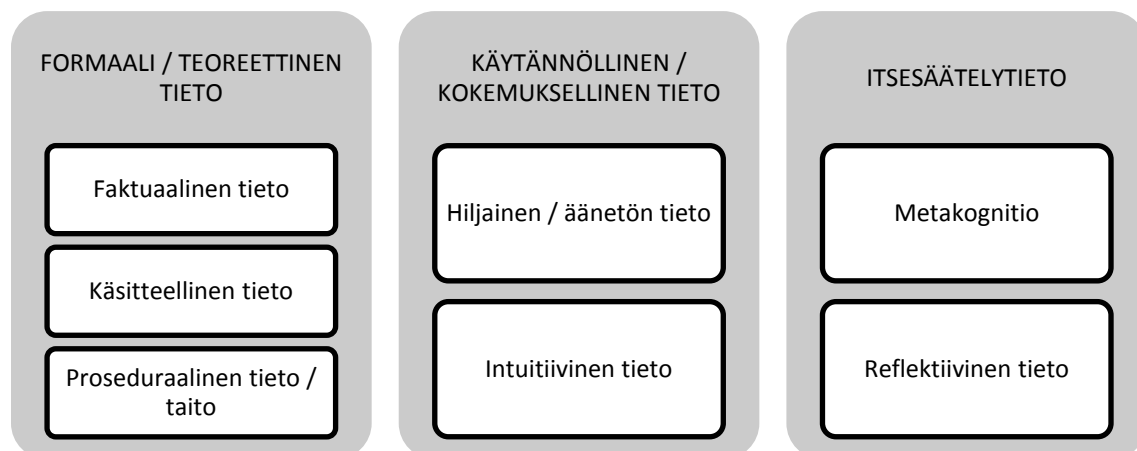 FORMAALI / TEOREETTINEN
TIETO
Faktuaalinen tieto
Käsitteellinen tieto
Proseduraalinen tieto /
taito
KÄYTÄNNÖLLINEN /
KOKEMUKSELLINEN TIETO
Hiljainen / äänetön tieto
Intuitiivinen tieto
ITSESÄÄTELYTIETO
Metakognitio
Reflektiivinen tieto